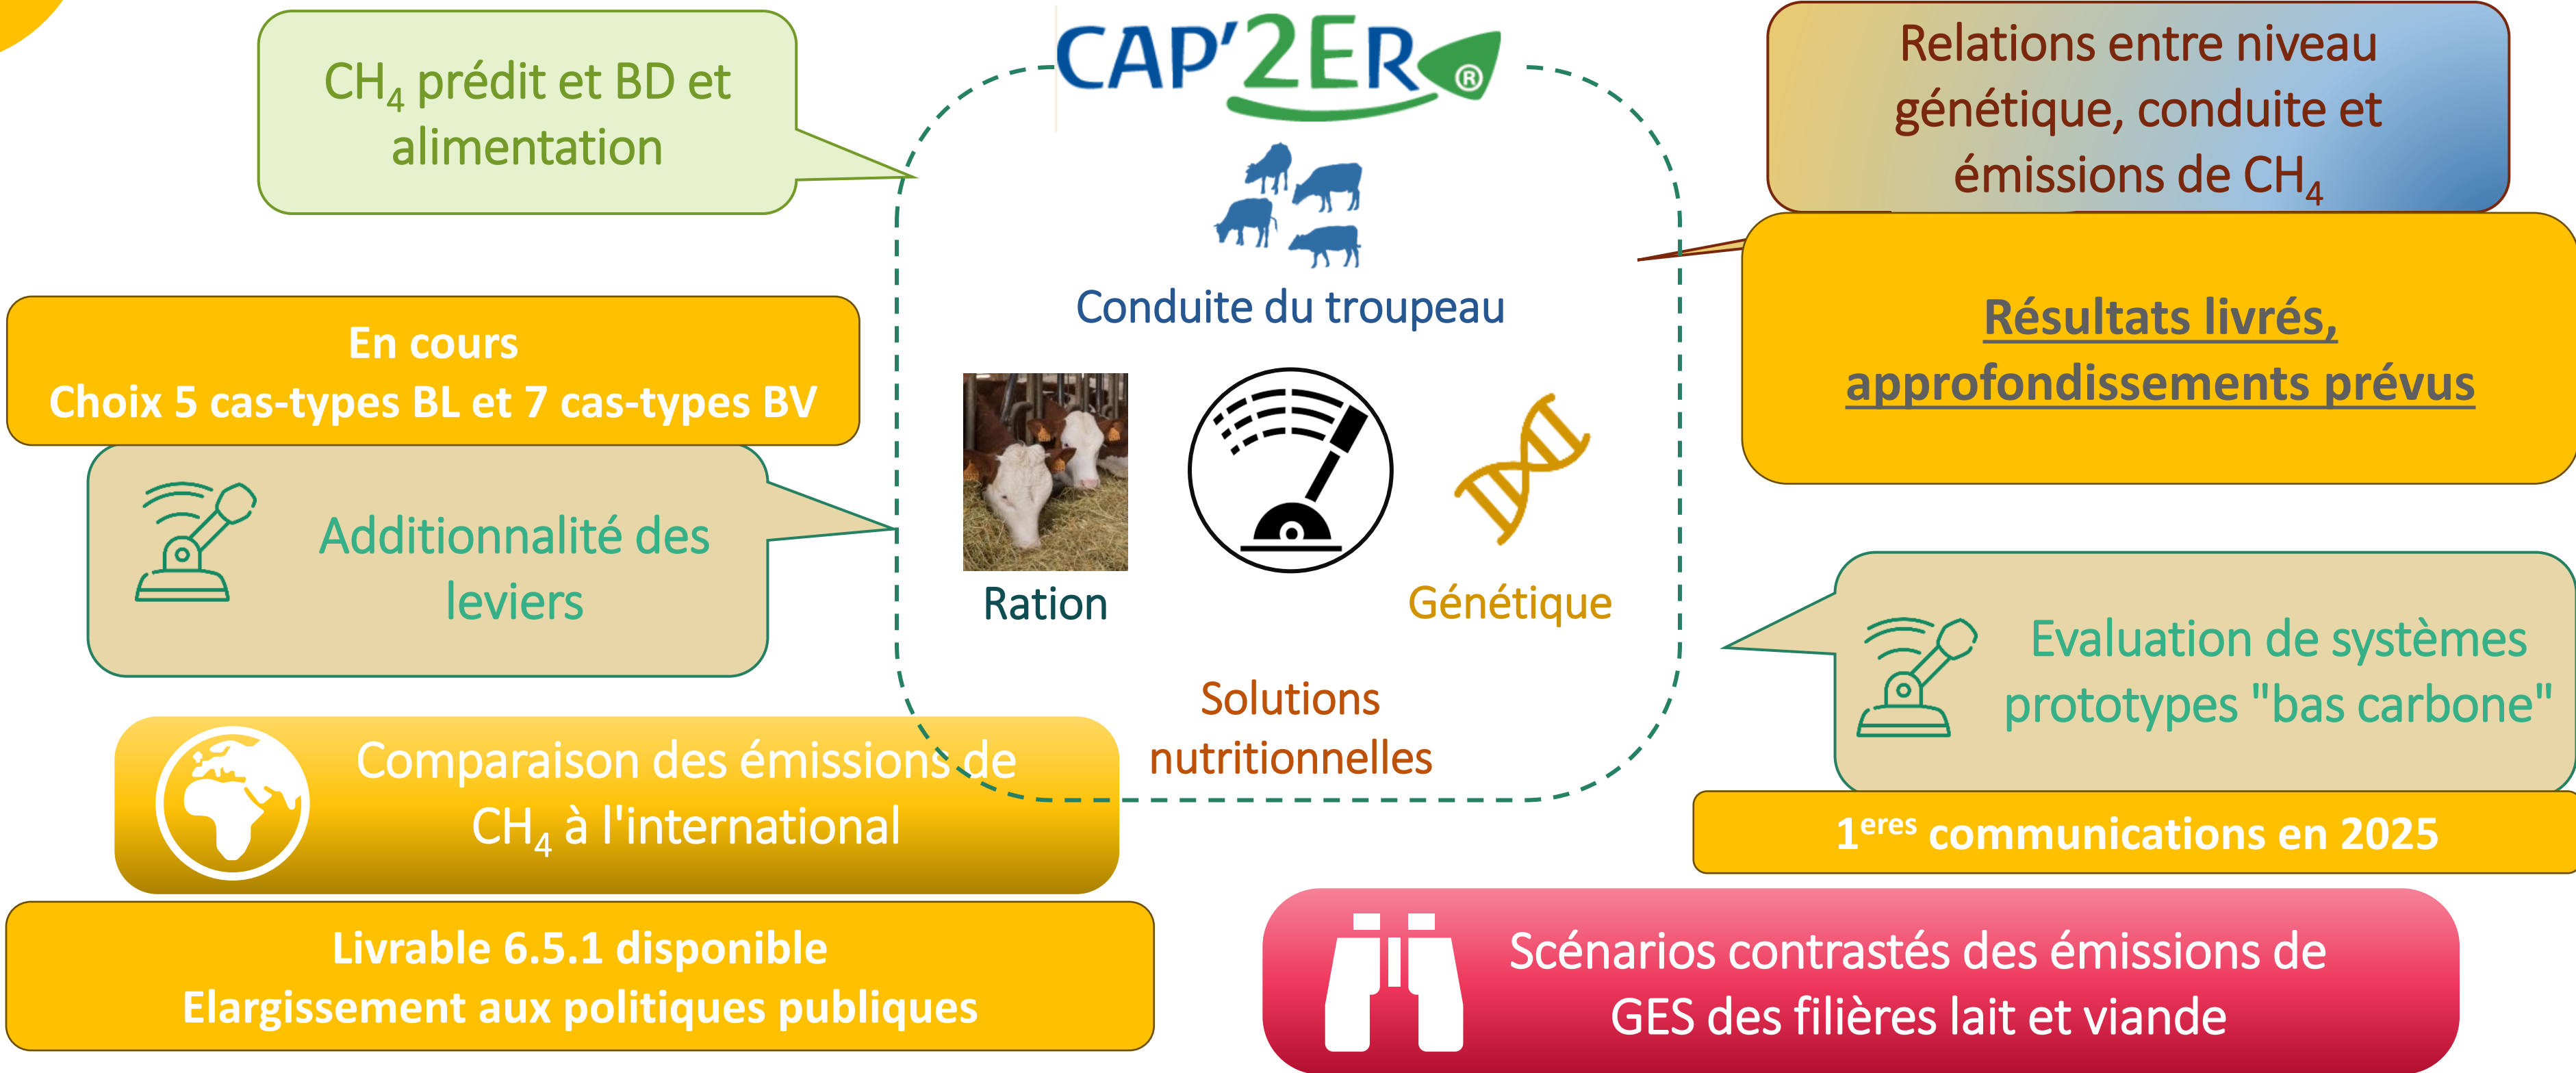 CH₄ prédit et BD et
alimentation
CAP'2ER®
Relations entre niveau
génétique, conduite et
émissions de CH₄
Conduite du troupeau
Résultats livrés,
approfondissements prévus
En cours
Choix 5 cas-types BL et 7 cas-types BV
Additionnalité des
leviers
Ration
Génétique
Solutions
nutritionnelles
Evaluation de systèmes
prototypes "bas carbone"
1eres communications en 2025
Comparaison des émissions de
CH₄ à l'international
Livrable 6.5.1 disponible
Elargissement aux politiques publiques
Scénarios contrastés des émissions de
GES des filières lait et viande